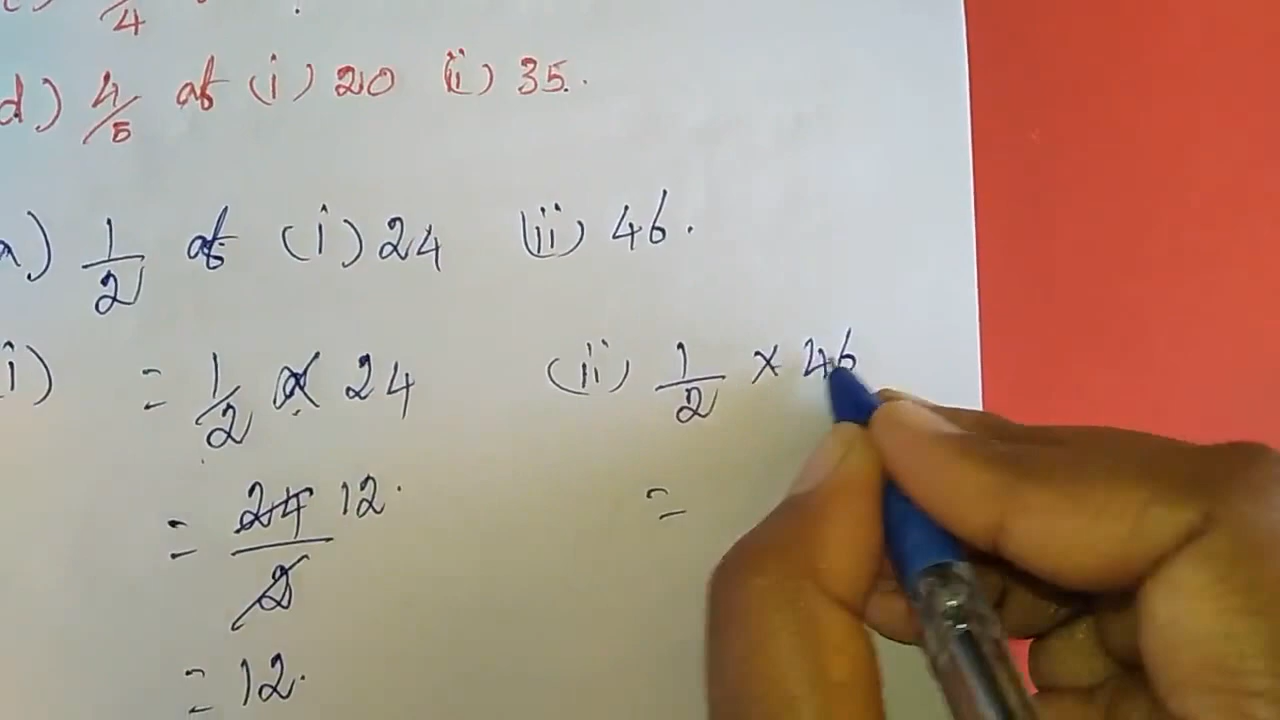 /4 .
d) 4/5 of (i) 20 (ii) 35.
a) 1/2 of (i) 24 (ii) 46.
i) = 1/2 × 24 (ii) 1/2 × 46
= 24/2 12. =
= 12.